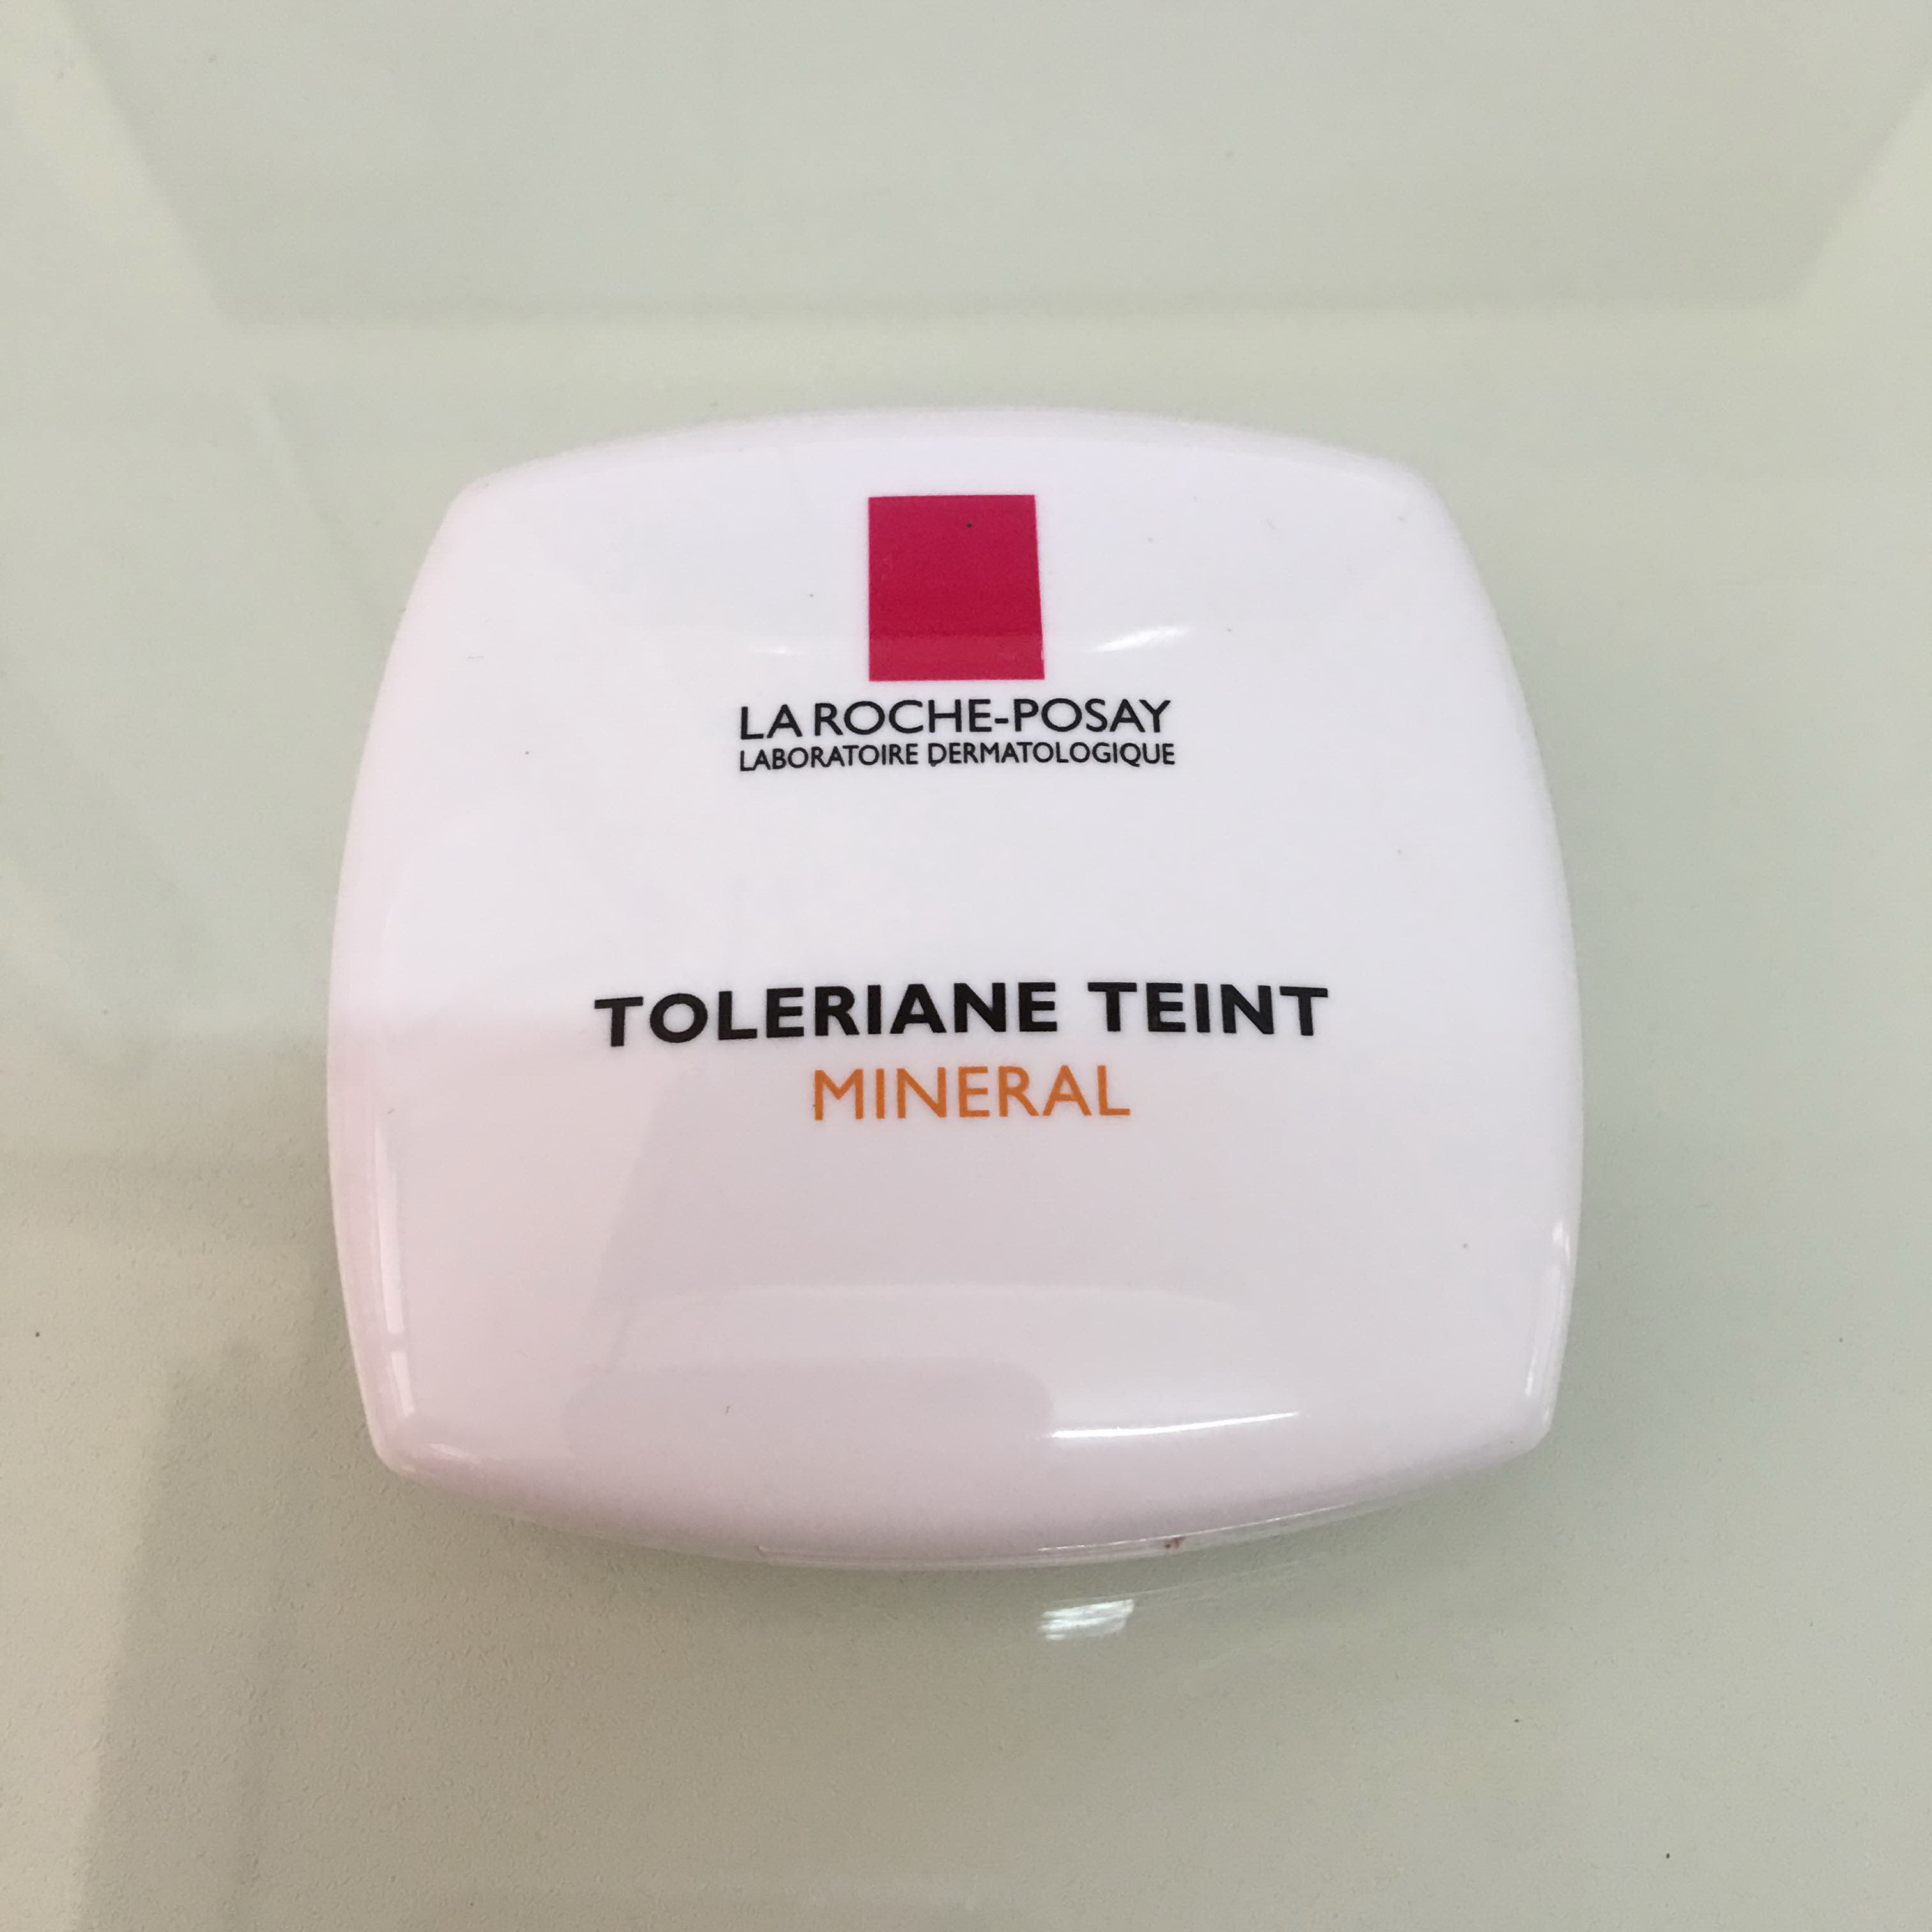 LA ROCHE-POSAY
LABORATOIRE DERMATOLOGIQUE
TOLERIANE TEINT
MINERAL